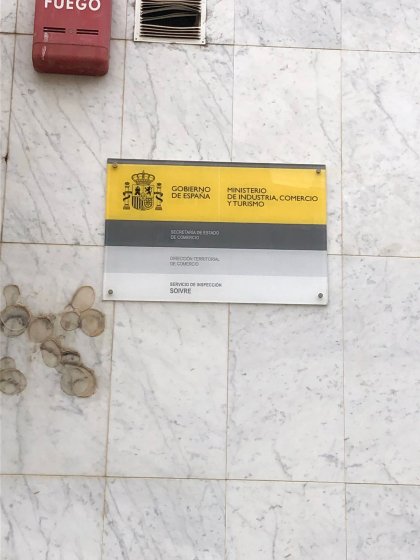 FUEGO
GOBIERNO
DE ESPAÑA
MINISTERIO
DE INDUSTRIA, COMERCIO
Y TURISMO
SECRETARÍA DE ESTADO
DE COMERCIO
DIRECCIÓN TERRITORIAL
DE COMERCIO
SERVICIO DE INSPECCIÓN
SOIVRE